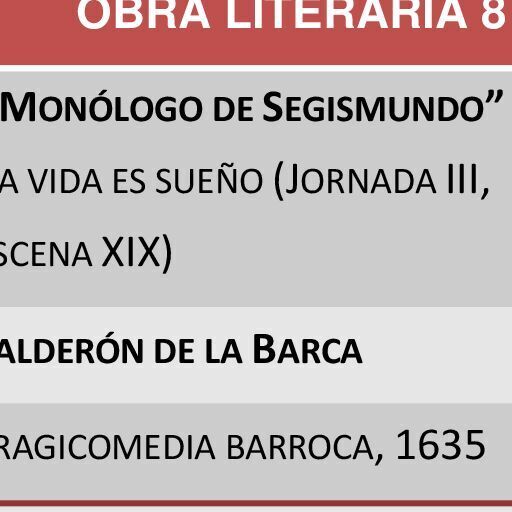 OBRA LITERARIA 8
MONÓLOGO DE SEGISMUNDO”
A VIDA ES SUEÑO (JORNADA III,
SCENA XIX)
ALDERÓN DE LA BARCA
RAGICOMEDIA BARROCA, 1635